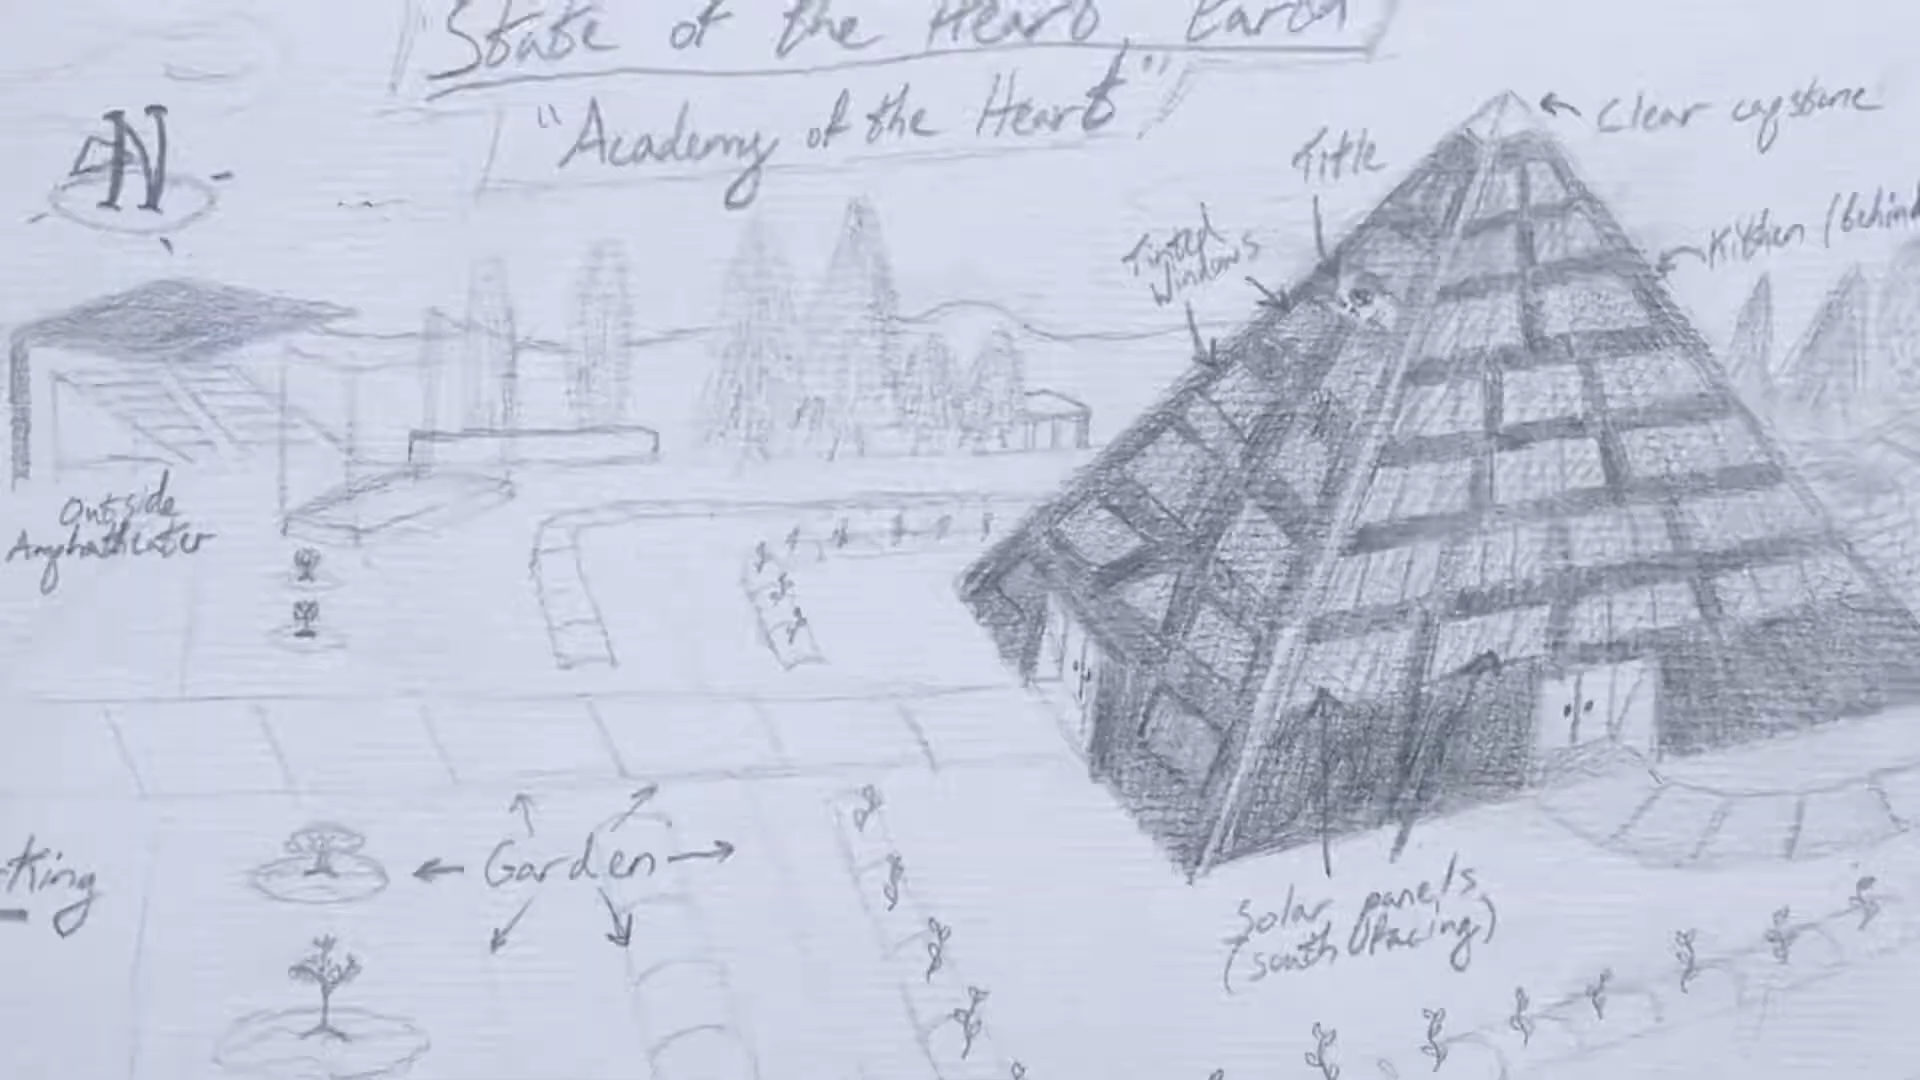 State of the Heart, Earth
"Academy of the Heart"
N
Clear capstone
Title
Tinted
Windows
Kitchen (behind
Outside
Amphatheater
king
Garden
Solar panels
(south facing)